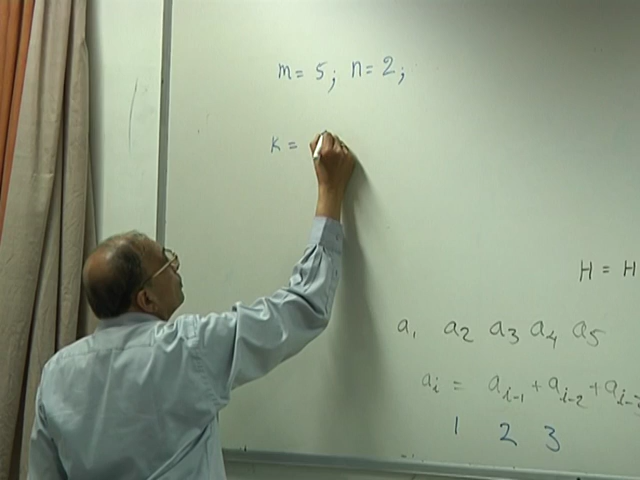 m = 5; n = 2;
K =
H = H
a₁ a₂ a₃ a₄ a₅
aᵢ = aᵢ₋₁ + aᵢ₋₂ + aᵢ₋
1 2 3